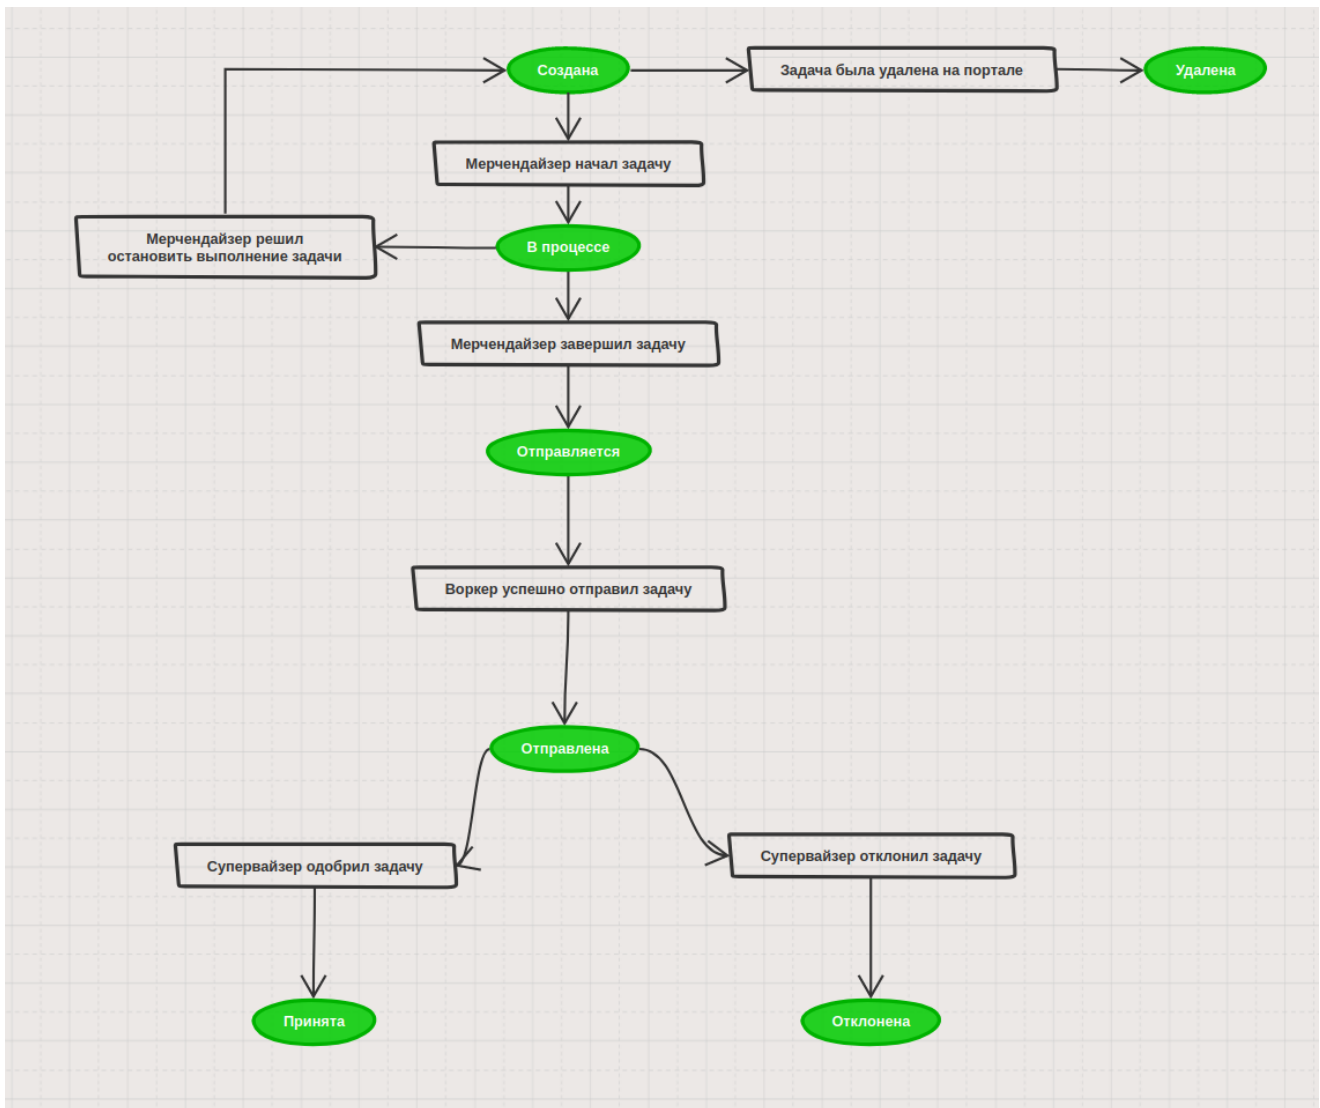 Создана
Задача была удалена на портале
Удалена
Мерчендайзер начал задачу
Мерчендайзер решил
остановить выполнение задачи
В процессе
Мерчендайзер завершил задачу
Отправляется
Воркер успешно отправил задачу
Отправлена
Супервайзер одобрил задачу
Супервайзер отклонил задачу
Принята
Отклонена